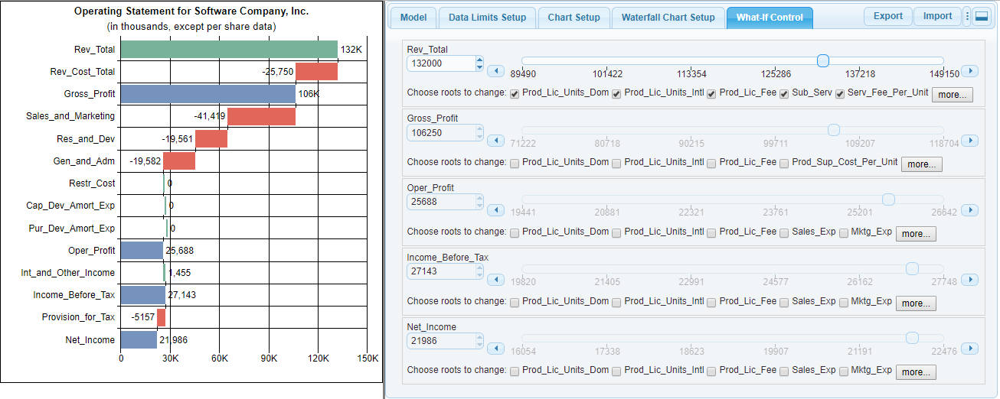 Operating Statement for Software Company, Inc.
(in thousands, except per share data)
Rev_Total 132K
Rev_Cost_Total -25,750
Gross_Profit 106K
Sales_and_Marketing -41,419
Res_and_Dev -19,561
Gen_and_Adm -19,582
Restr_Cost 0
Cap_Dev_Amort_Exp 0
Pur_Dev_Amort_Exp 0
Oper_Profit 25,688
Int_and_Other_Income 1,455
Income_Before_Tax 27,143
Provision_for_Tax -5157
Net_Income 21,986
0 30K 60K 90K 120K 150K
Model Data Limits Setup Chart Setup Waterfall Chart Setup What-If Control Export Import
Rev_Total
132000
89490 101422 113354 125286 137218 149150
Choose roots to change: Prod_Lic_Units_Dom Prod_Lic_Units_Intl Prod_Lic_Fee Sub_Serv Serv_Fee_Per_Unit more...
Gross_Profit
106250
71222 80718 90215 99711 109207 118704
Choose roots to change: Prod_Lic_Units_Dom Prod_Lic_Units_Intl Prod_Lic_Fee Prod_Sup_Cost_Per_Unit more...
Oper_Profit
25688
19441 20881 22321 23761 25201 26642
Choose roots to change: Prod_Lic_Units_Dom Prod_Lic_Units_Intl Prod_Lic_Fee Sales_Exp Mktg_Exp more...
Income_Before_Tax
27143
19820 21405 22991 24577 26162 27748
Choose roots to change: Prod_Lic_Units_Dom Prod_Lic_Units_Intl Prod_Lic_Fee Sales_Exp Mktg_Exp more...
Net_Income
21986
16054 17338 18623 19907 21191 22476
Choose roots to change: Prod_Lic_Units_Dom Prod_Lic_Units_Intl Prod_Lic_Fee Sales_Exp Mktg_Exp more...